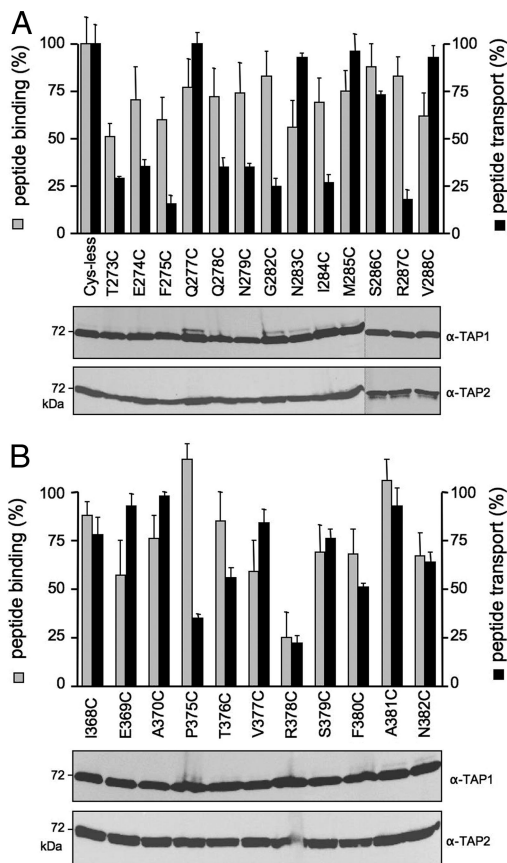 A
peptide binding (%)
100
75
50
25
0
100
75
50
25
0
peptide transport (%)
Cys-less
T273C
E274C
F275C
Q277C
Q278C
N279C
G282C
N283C
I284C
M285C
S286C
R287C
V288C
72
α-TAP1
72
kDa
α-TAP2
B
peptide binding (%)
100
75
50
25
0
100
75
50
25
0
peptide transport (%)
I368C
E369C
A370C
P375C
T376C
V377C
R378C
S379C
F380C
A381C
N382C
72
α-TAP1
72
kDa
α-TAP2